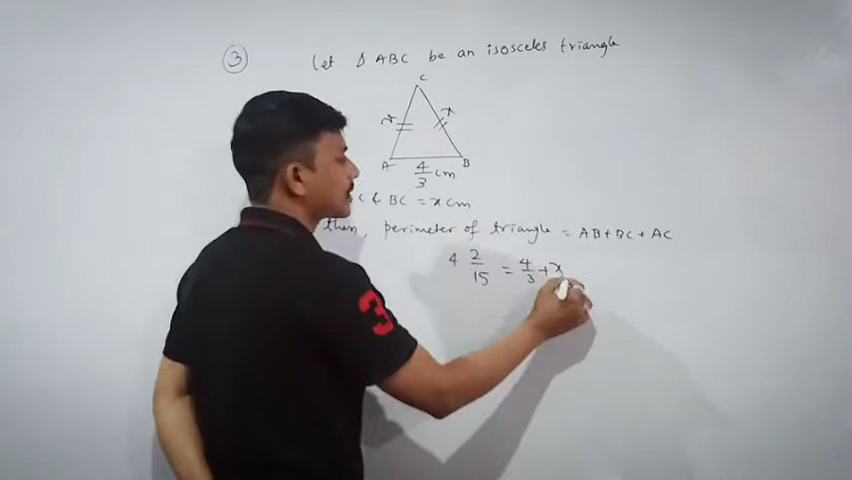 3 Let Δ ABC be an isosceles triangle
C
x x
A B
4/3 cm
C & BC = x cm
then, perimeter of triangle = AB + BC + AC
4 2/15 = 4/3 + x
3